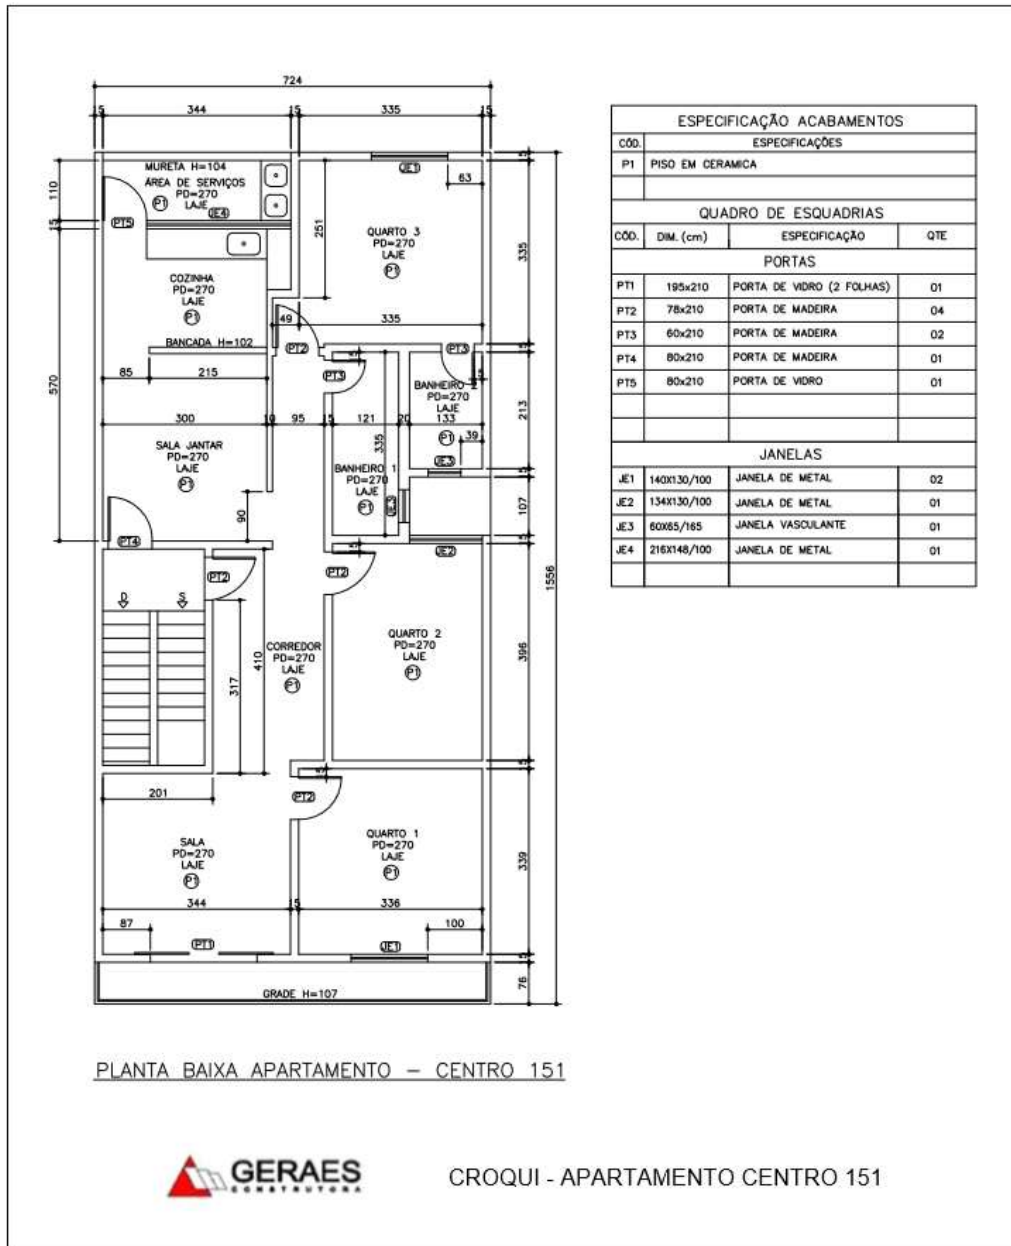 724
15 344 15 335 15
MURETA H=104
ÁREA DE SERVIÇOS
PD=270
LAJE
P1
JE4
PT5
110
15
JE1
63
15
QUARTO 3
PD=270
LAJE
P1
251
335
COZINHA
PD=270
LAJE
P1
BANCADA H=102
49 335
PT2
PT3
15
15
PT3
85 215
570
BANHEIRO 2
PD=270
LAJE
P1
213
300 10 95 15 121 20 133
39
JE3
335
SALA JANTAR
PD=270
LAJE
P1
BANHEIRO 1
PD=270
LAJE
P1
JE3
15
107
90
PT4
JE2
15
15
PT2
PT2
1556
D S
QUARTO 2
PD=270
LAJE
P1
396
CORREDOR
PD=270
LAJE
P1
410
317
15
15
201
PT2
QUARTO 1
PD=270
LAJE
P1
339
SALA
PD=270
LAJE
P1
344 15 336
87
100
PT1
JE1
15
76
GRADE H=107
ESPECIFICAÇÃO ACABAMENTOS
CÓD. ESPECIFICAÇÕES
P1 PISO EM CERAMICA
QUADRO DE ESQUADRIAS
CÓD. DIM. (cm) ESPECIFICAÇÃO QTE
PORTAS
PT1 195x210 PORTA DE VIDRO (2 FOLHAS) 01
PT2 78x210 PORTA DE MADEIRA 04
PT3 60x210 PORTA DE MADEIRA 02
PT4 80x210 PORTA DE MADEIRA 01
PT5 80x210 PORTA DE VIDRO 01
JANELAS
JE1 140X130/100 JANELA DE METAL 02
JE2 134X130/100 JANELA DE METAL 01
JE3 60X65/165 JANELA VASCULANTE 01
JE4 216X148/100 JANELA DE METAL 01
PLANTA BAIXA APARTAMENTO – CENTRO 151
GERAES
CONSTRUTORA
CROQUI - APARTAMENTO CENTRO 151